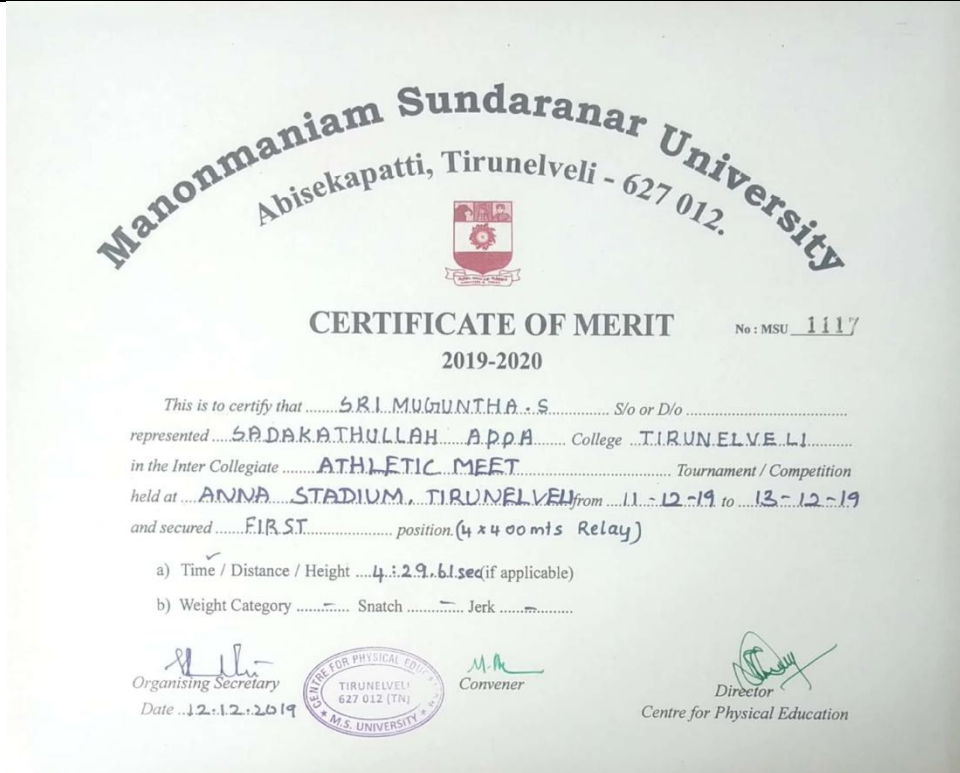 Manonmaniam Sundaranar University
Abisekapatti, Tirunelveli - 627 012.
CERTIFICATE OF MERIT
No : MSU 1117
2019-2020
This is to certify that SRI MUGUNTHA . S S/o or D/o
represented SADAKATHULLAH APPA College TIRUNELVELI
in the Inter Collegiate ATHLETIC MEET Tournament / Competition
held at ANNA STADIUM, TIRUNELVELI from 11-12-19 to 13-12-19
and secured FIRST position (4 x 400 mts Relay)
a) Time / Distance / Height 4:29.61 sec (if applicable)
b) Weight Category - Snatch - Jerk -
Organising Secretary
Date 12.12.2019
CENTRE FOR PHYSICAL EDUCATION
TIRUNELVELI
627 012 (TN)
* M.S. UNIVERSITY *
Convener
Director
Centre for Physical Education